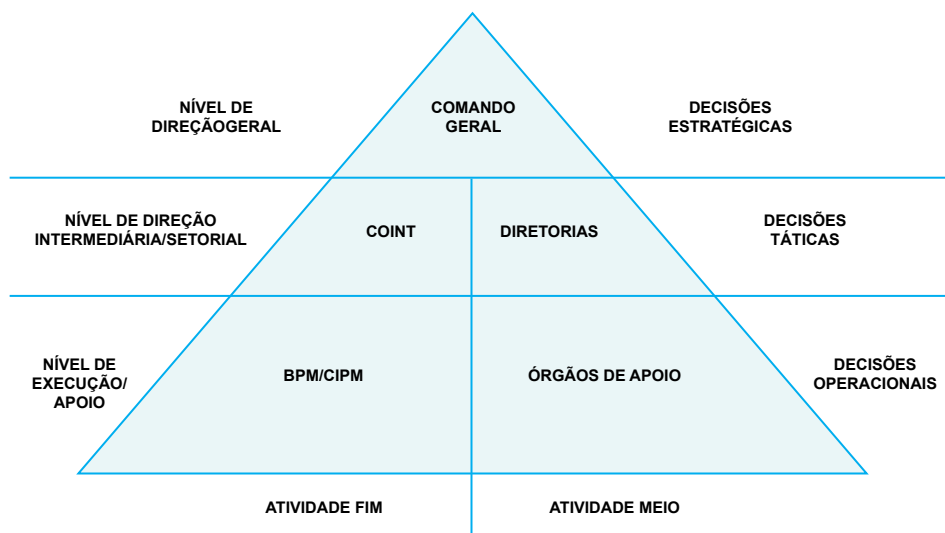 NÍVEL DE
DIREÇÃOGERAL
COMANDO
GERAL
DECISÕES
ESTRATÉGICAS
NÍVEL DE DIREÇÃO
INTERMEDIÁRIA/SETORIAL
COINT
DIRETORIAS
DECISÕES
TÁTICAS
NÍVEL DE
EXECUÇÃO/
APOIO
BPM/CIPM
ÓRGÃOS DE APOIO
DECISÕES
OPERACIONAIS
ATIVIDADE FIM
ATIVIDADE MEIO